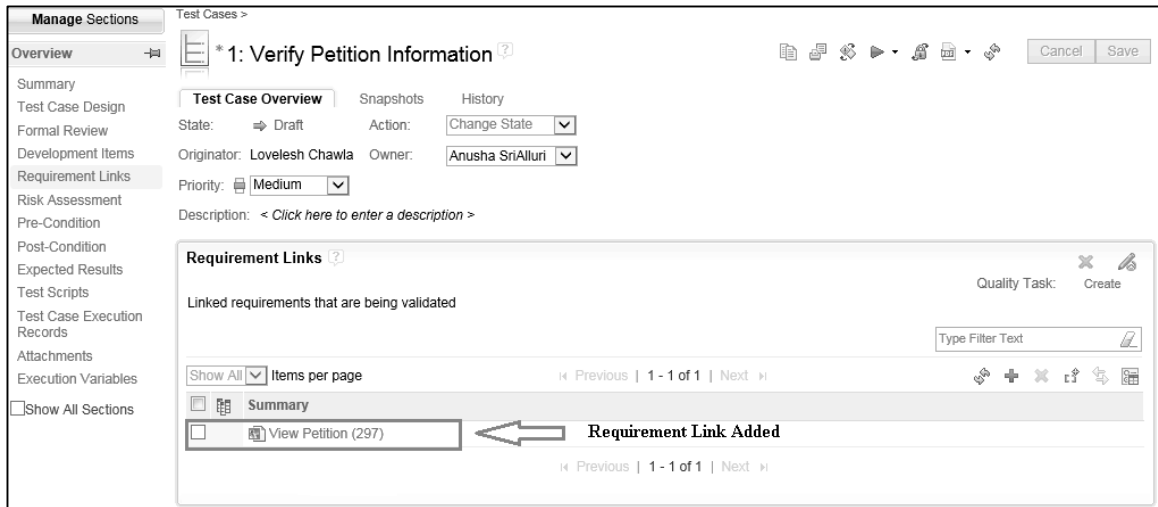 Manage Sections
Overview
Summary
Test Case Design
Formal Review
Development Items
Requirement Links
Risk Assessment
Pre-Condition
Post-Condition
Expected Results
Test Scripts
Test Case Execution
Records
Attachments
Execution Variables
Show All Sections
Test Cases >
* 1: Verify Petition Information ?
Cancel Save
Test Case Overview Snapshots History
State: Draft Action: Change State
Originator: Lovelesh Chawla Owner: Anusha SriAlluri
Priority: Medium
Description: < Click here to enter a description >
Requirement Links ?
Quality Task: Create
Linked requirements that are being validated
Type Filter Text
Show All Items per page Previous | 1 - 1 of 1 | Next
Summary
View Petition (297) Requirement Link Added
Previous | 1 - 1 of 1 | Next